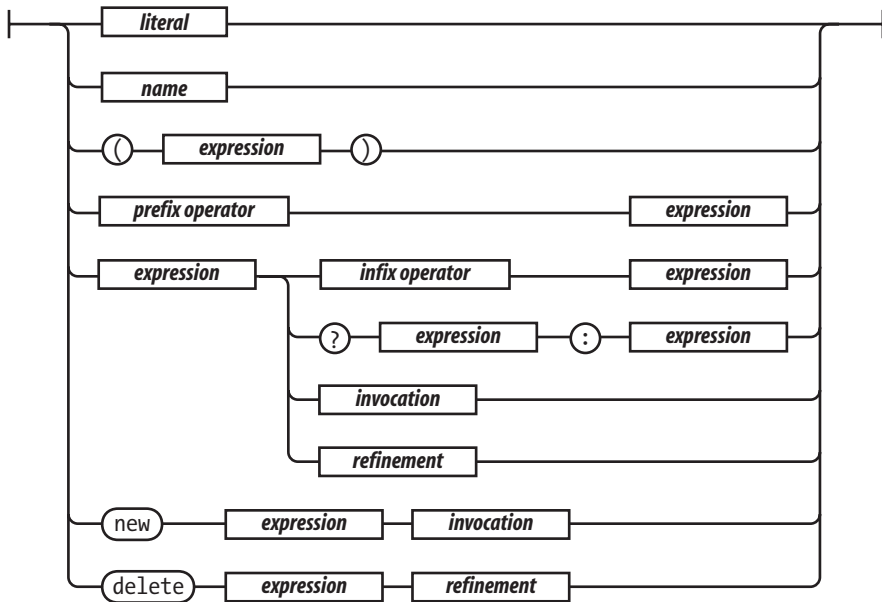 literal
name
( expression )
prefix operator expression
expression infix operator expression
? expression : expression
invocation
refinement
new expression invocation
delete expression refinement